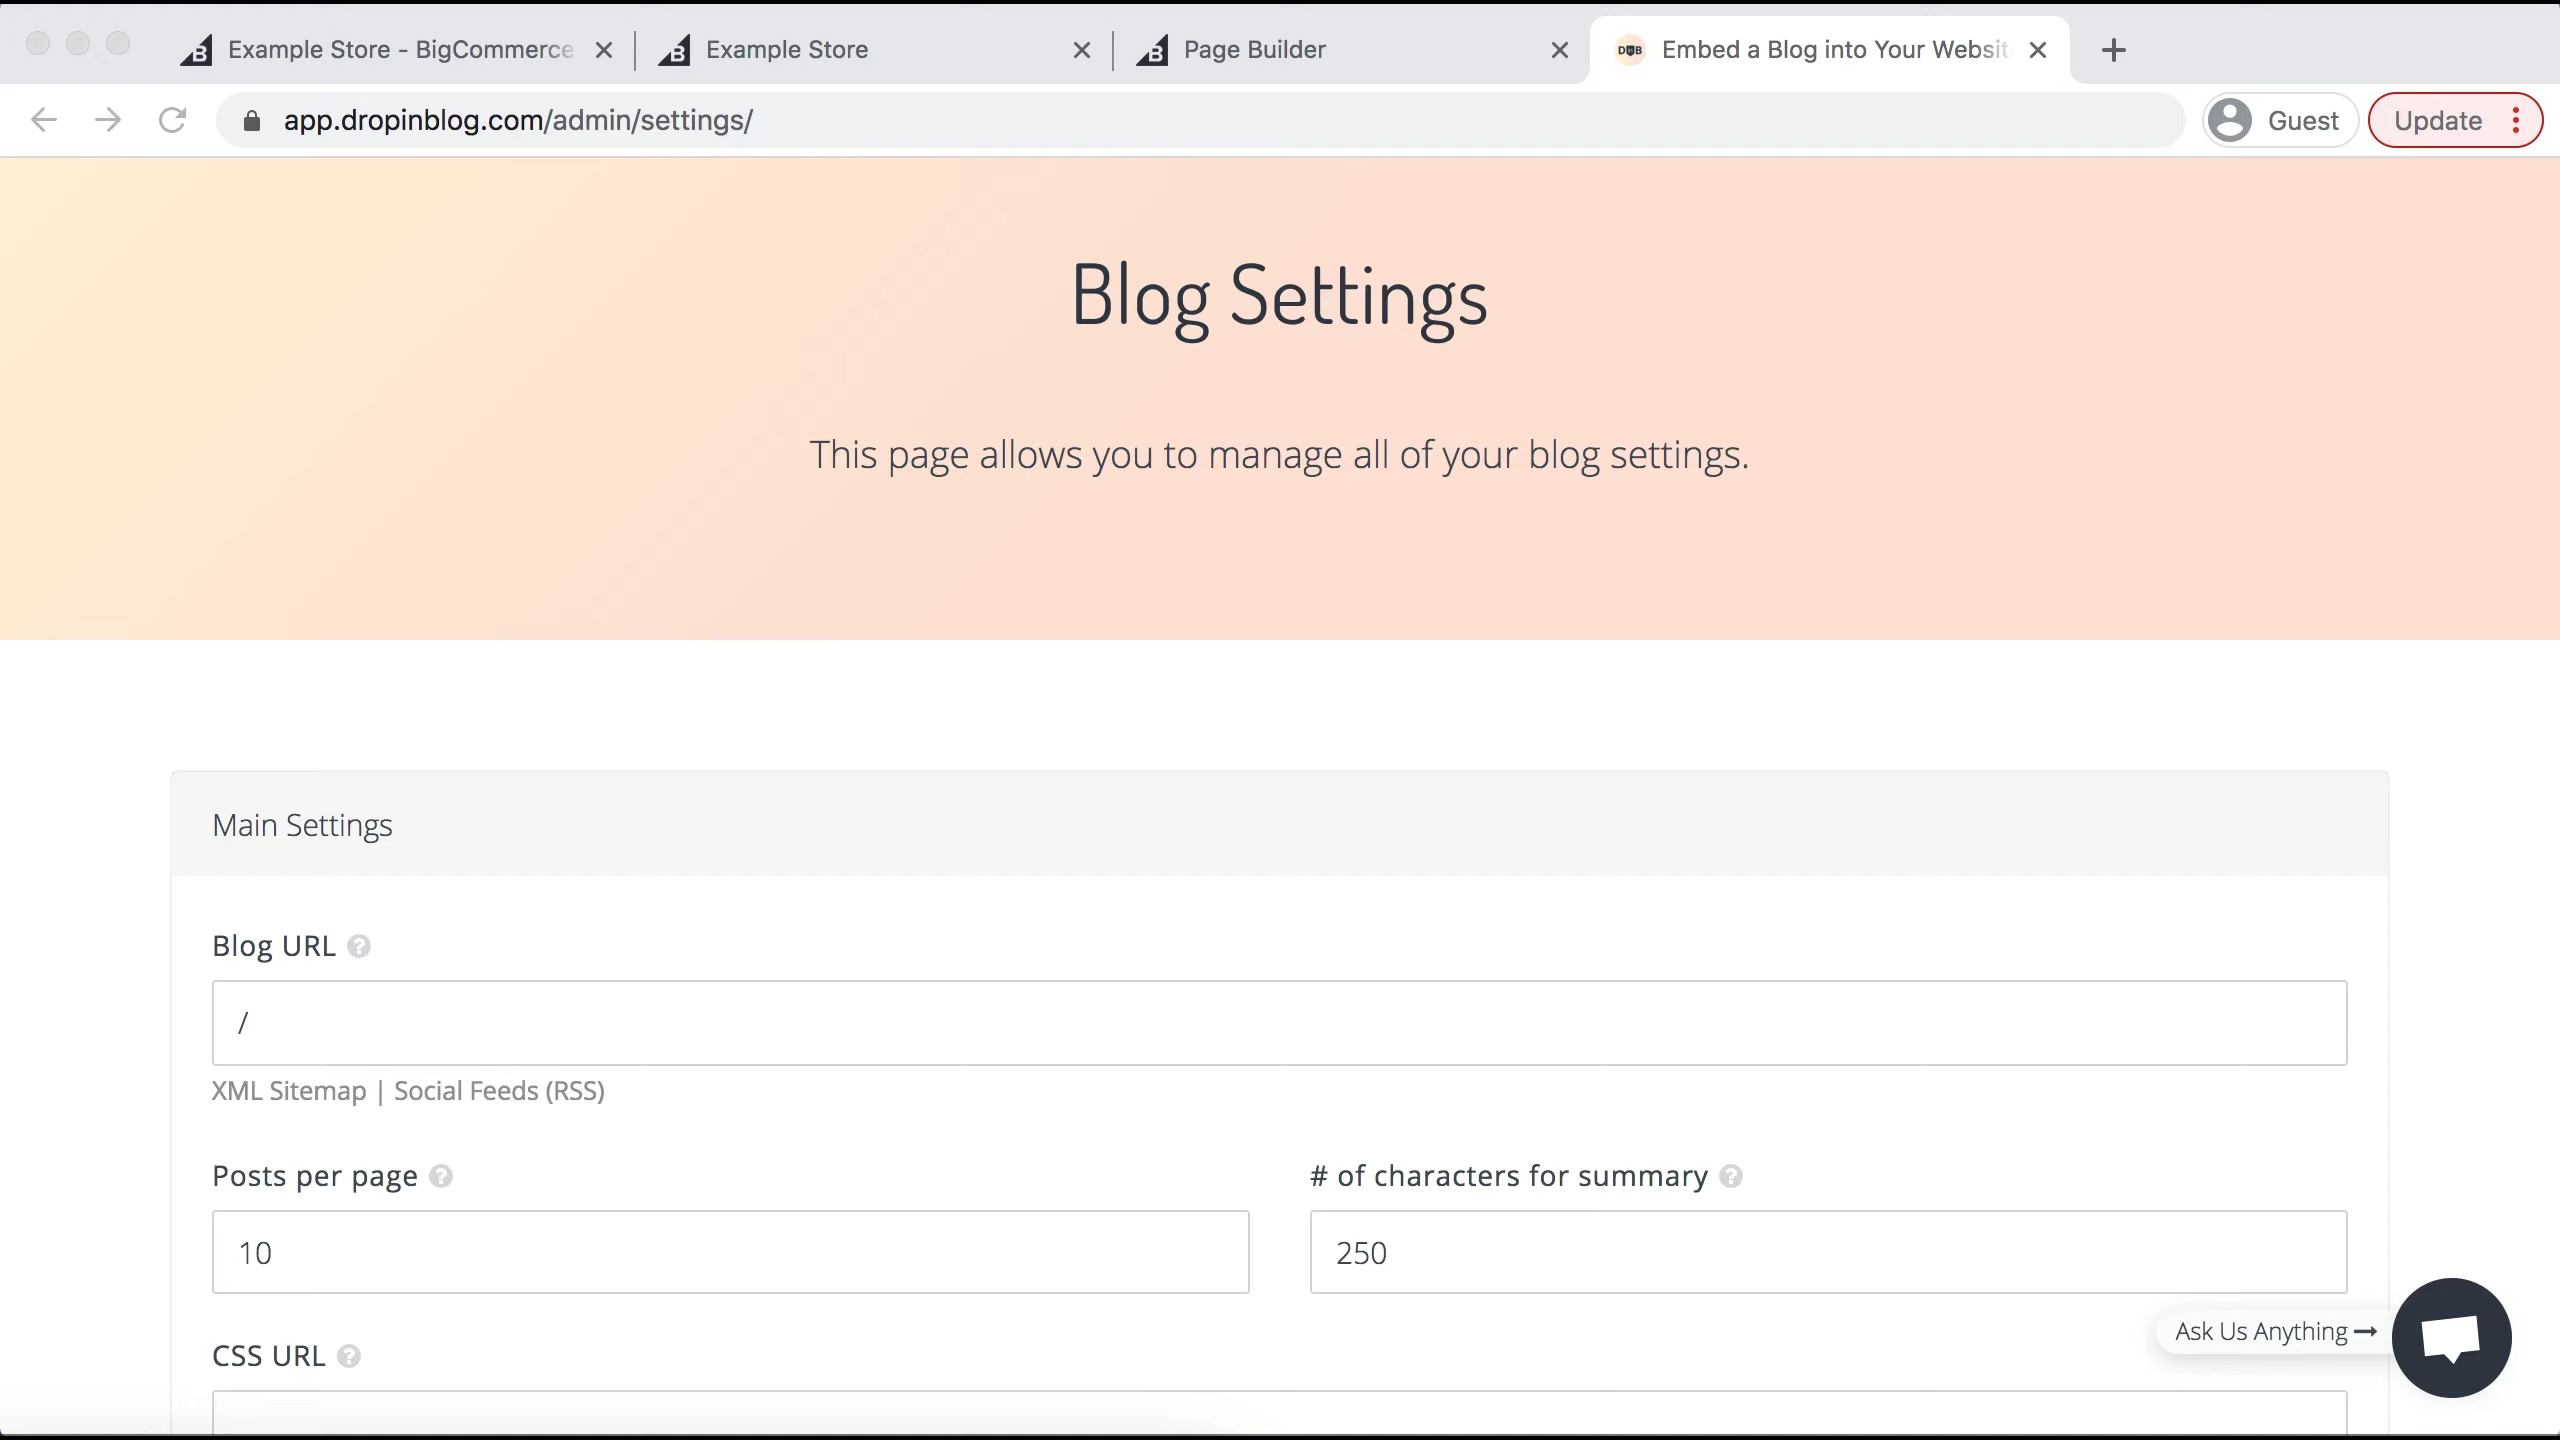 Example Store - BigCommerce
Example Store
Page Builder
DIB Embed a Blog into Your Websit
app.dropinblog.com/admin/settings/
Guest
Update
Blog Settings
This page allows you to manage all of your blog settings.
Main Settings
Blog URL ?
/
XML Sitemap | Social Feeds (RSS)
Posts per page ?
# of characters for summary ?
10
250
Ask Us Anything →
CSS URL ?